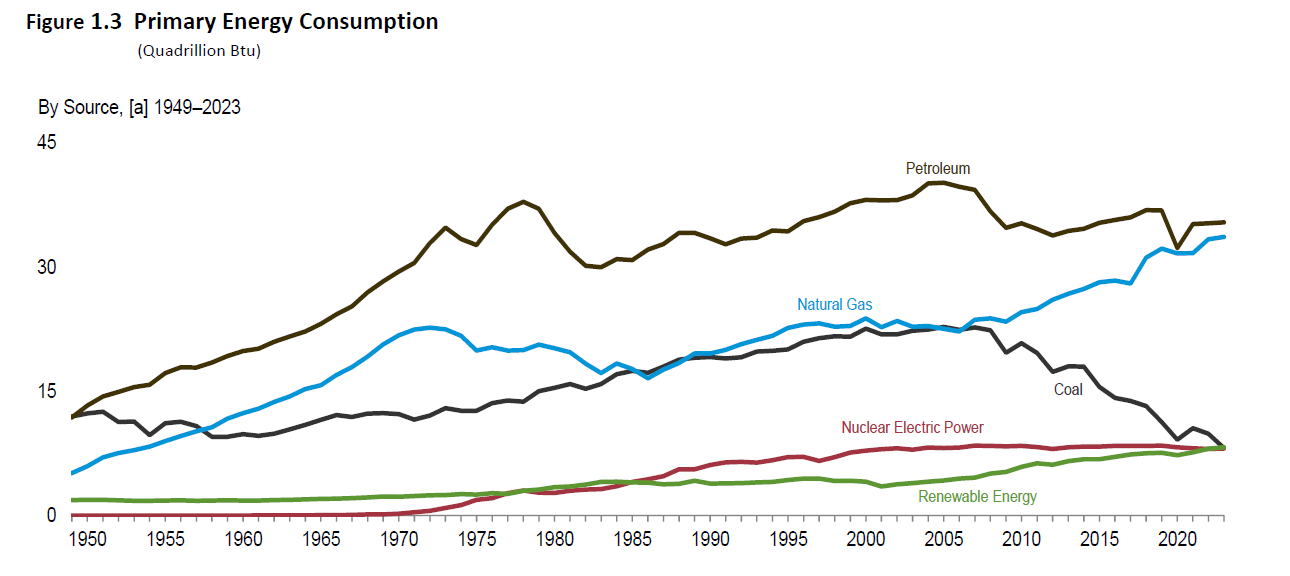 Figure 1.3 Primary Energy Consumption
(Quadrillion Btu)
By Source, [a] 1949–2023
45
Petroleum
30
Natural Gas
15
Coal
Nuclear Electric Power
Renewable Energy
0
1950 1955 1960 1965 1970 1975 1980 1985 1990 1995 2000 2005 2010 2015 2020